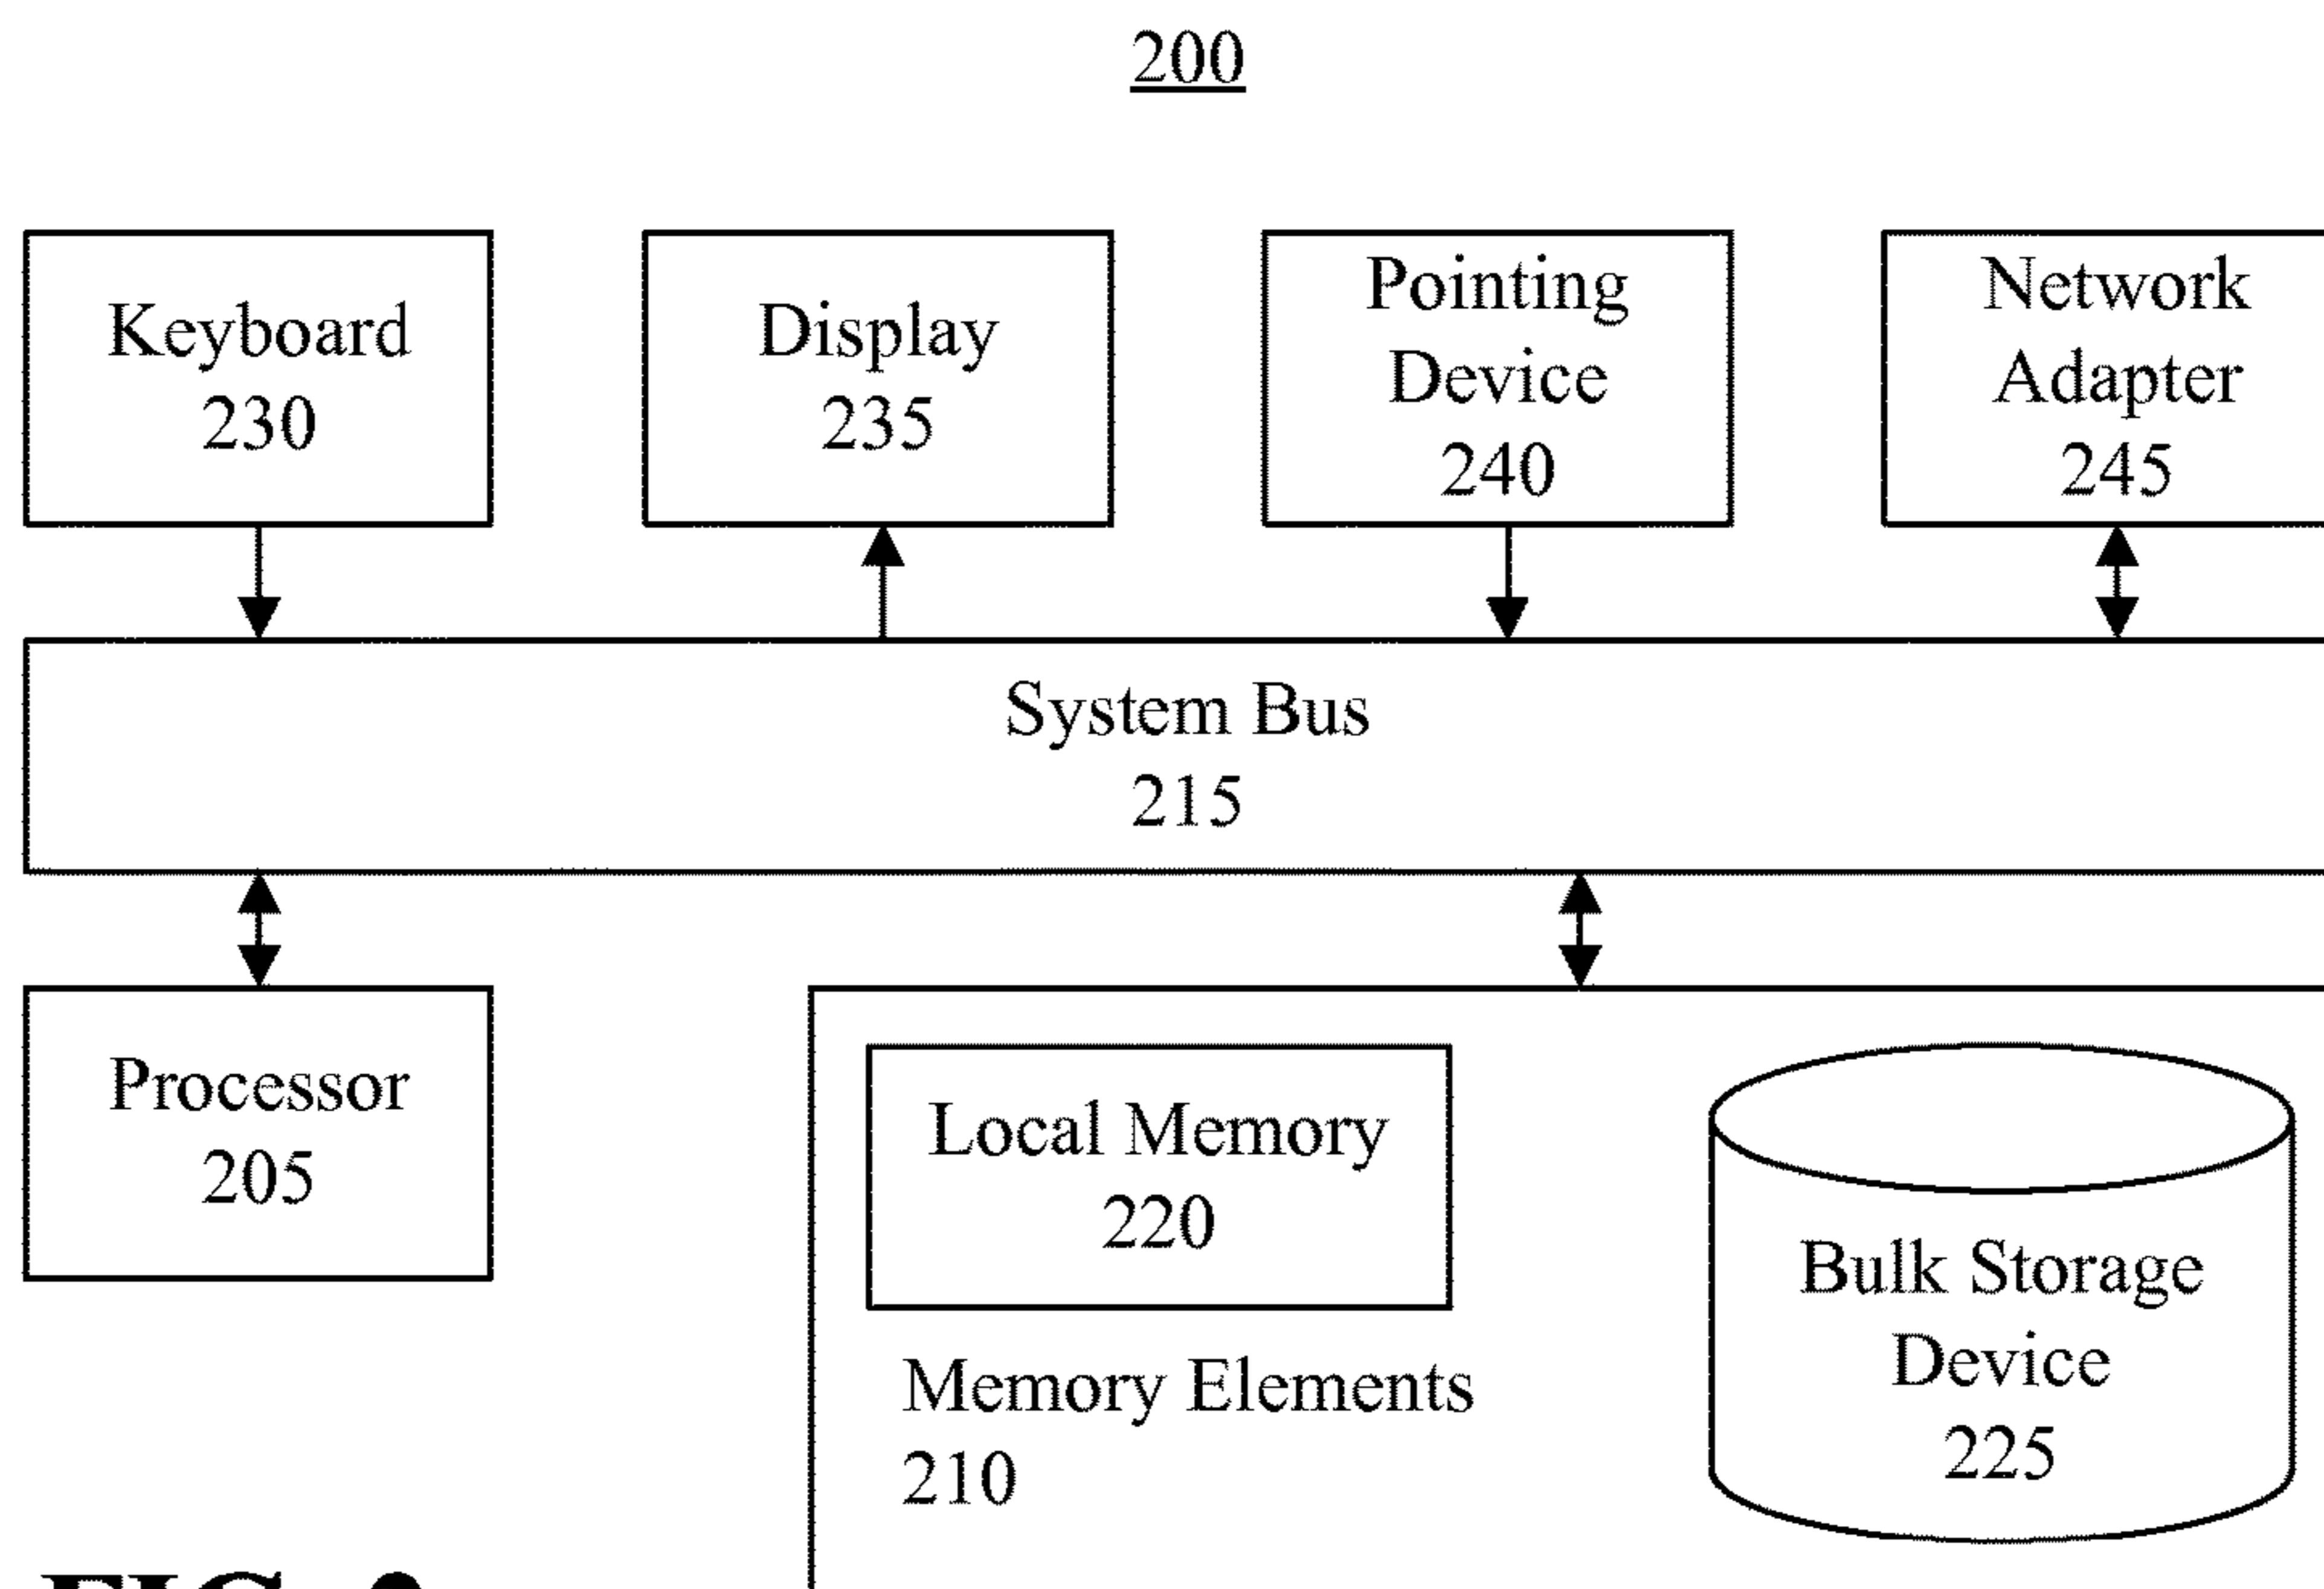 200
Keyboard
230
Display
235
Pointing
Device
240
Network
Adapter
245
System Bus
215
Processor
205
Local Memory
220
Memory Elements
210
Bulk Storage
Device
225